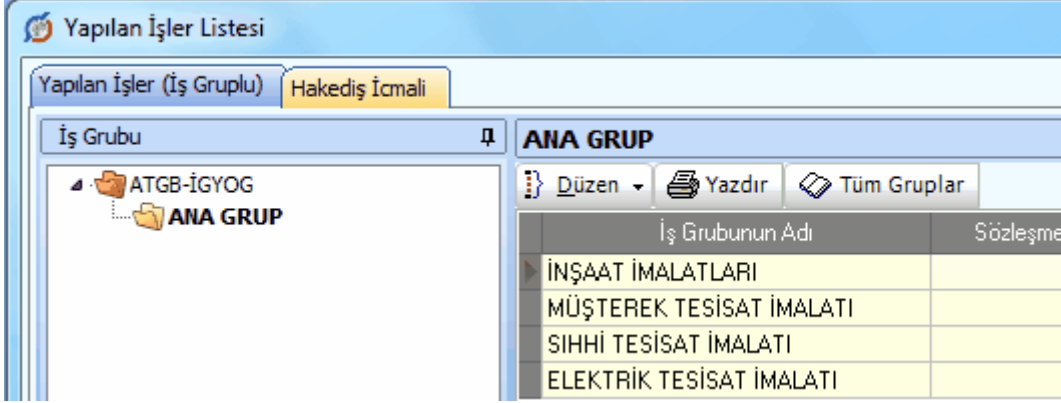 Yapılan İşler Listesi
Yapılan İşler (İş Gruplu) Hakediş İcmali
İş Grubu
ATGB-İGYOG
ANA GRUP
ANA GRUP
Düzen Yazdır Tüm Gruplar
İş Grubunun Adı Sözleşme
İNŞAAT İMALATLARI
MÜŞTEREK TESİSAT İMALATI
SIHHİ TESİSAT İMALATI
ELEKTRİK TESİSAT İMALATI